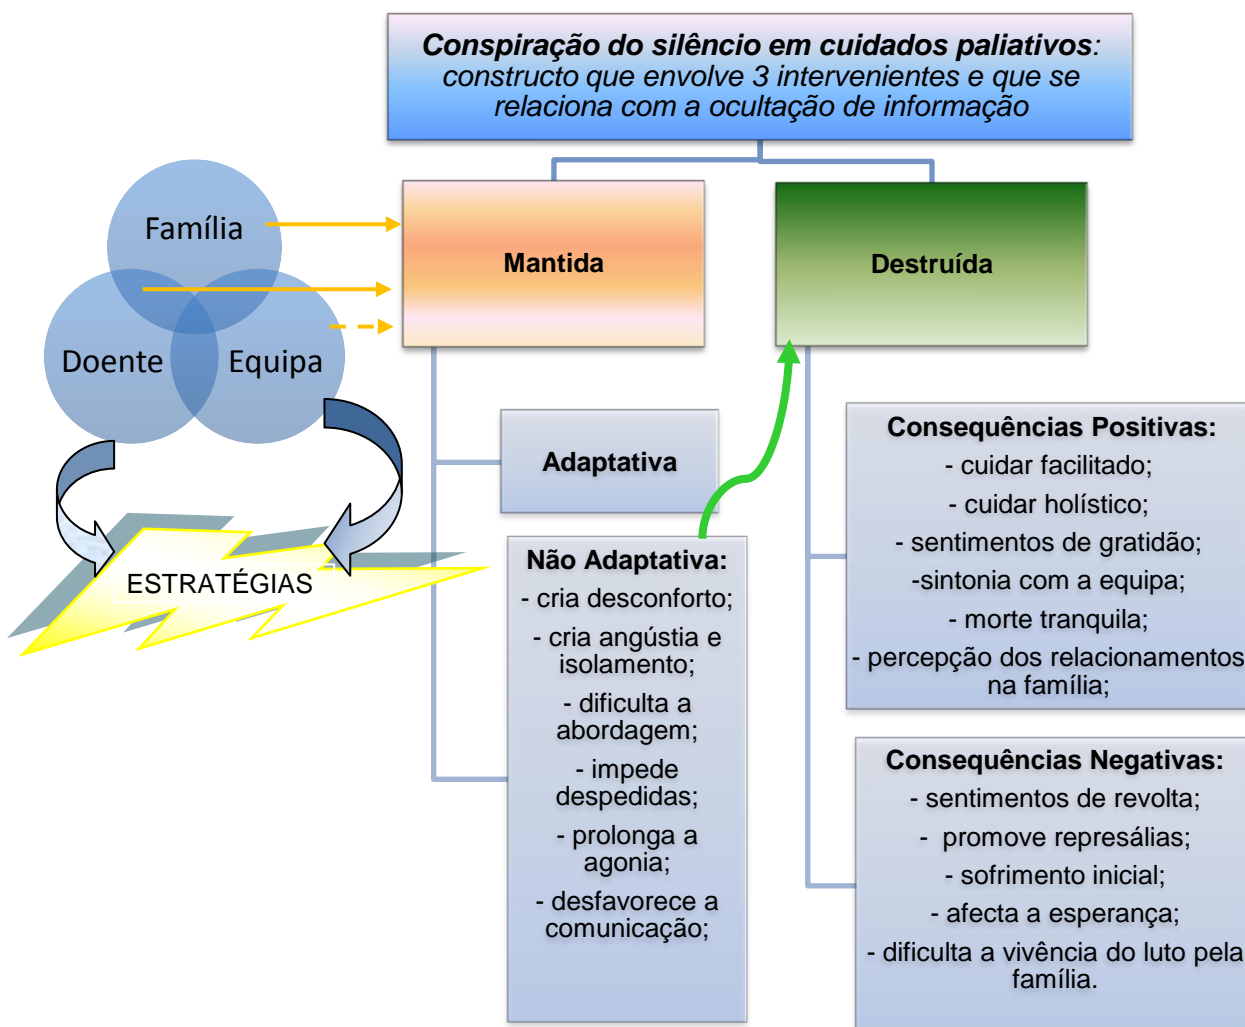 Conspiração do silêncio em cuidados paliativos:
constructo que envolve 3 intervenientes e que se
relaciona com a ocultação de informação
Família
Doente
Equipa
ESTRATÉGIAS
Mantida
Destruída
Adaptativa
Não Adaptativa:
- cria desconforto;
- cria angústia e
isolamento;
- dificulta a
abordagem;
- impede
despedidas;
- prolonga a
agonia;
- desfavorece a
comunicação;
Consequências Positivas:
- cuidar facilitado;
- cuidar holístico;
- sentimentos de gratidão;
-sintonia com a equipa;
- morte tranquila;
- percepção dos relacionamentos
na família;
Consequências Negativas:
- sentimentos de revolta;
- promove represálias;
- sofrimento inicial;
- afecta a esperança;
- dificulta a vivência do luto pela
família.